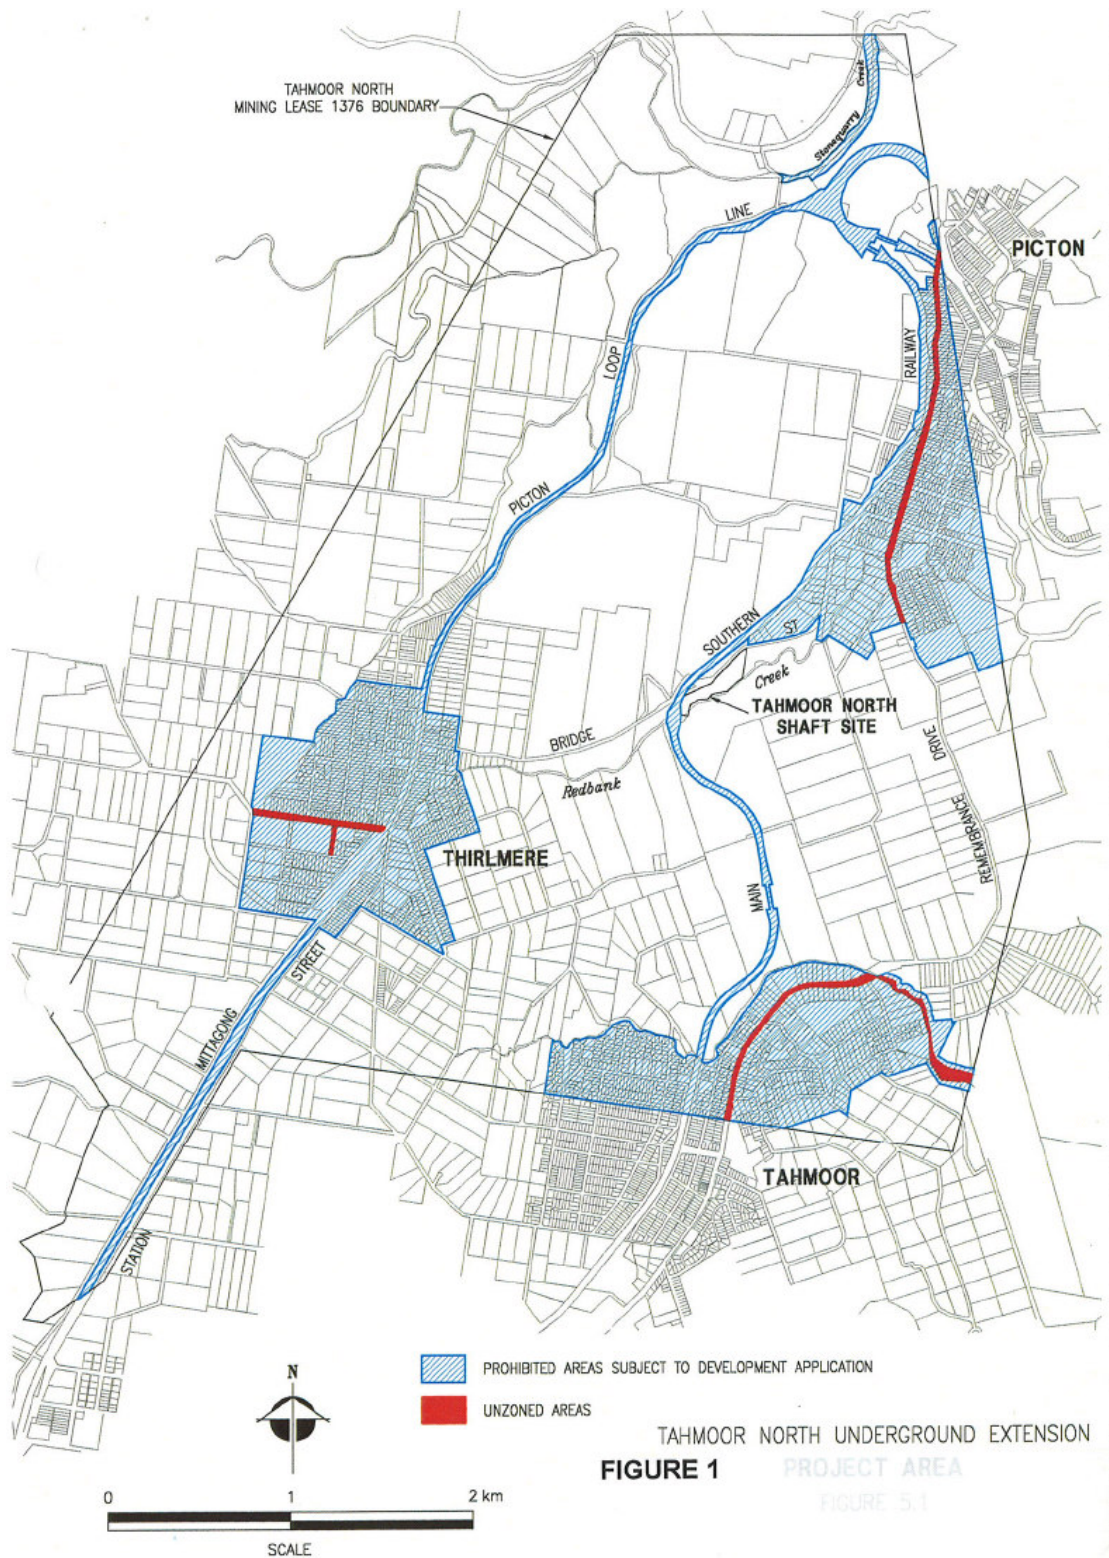 TAHMOOR NORTH
MINING LEASE 1376 BOUNDARY
Creek
Stonequarry
PICTON
LINE
LOOP
RAILWAY
PICTON
SOUTHERN
ST
Creek
TAHMOOR NORTH
SHAFT SITE
BRIDGE
Redbank
DRIVE
REMEMBRANCE
THIRLMERE
MAIN
STREET
MITTAGONG
STATION
TAHMOOR
N
PROHIBITED AREAS SUBJECT TO DEVELOPMENT APPLICATION
UNZONED AREAS
TAHMOOR NORTH UNDERGROUND EXTENSION
FIGURE 1
PROJECT AREA
FIGURE 5.1
0 1 2 km
SCALE